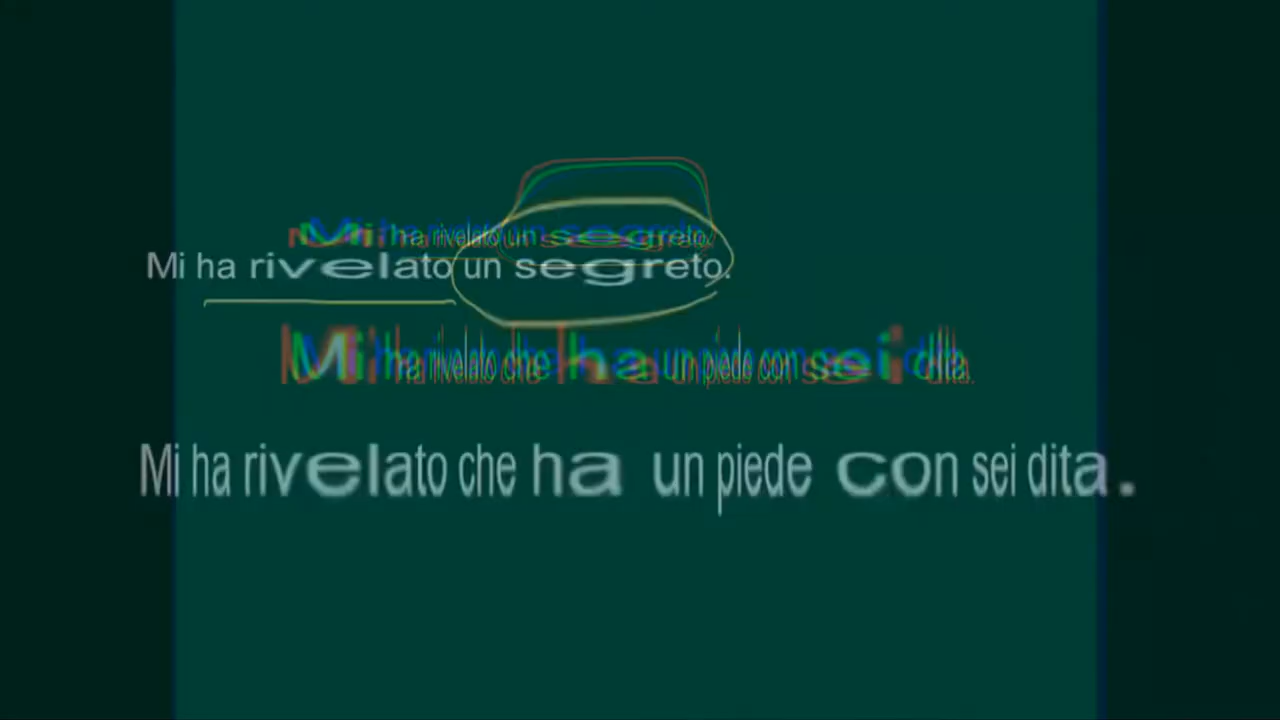 Mi ha rivelato un segreto.
Mi ha rivelato un segreto.
Mi ha rivelato che ha un piede con sei dita.
Mi ha rivelato che ha un piede con sei dita.